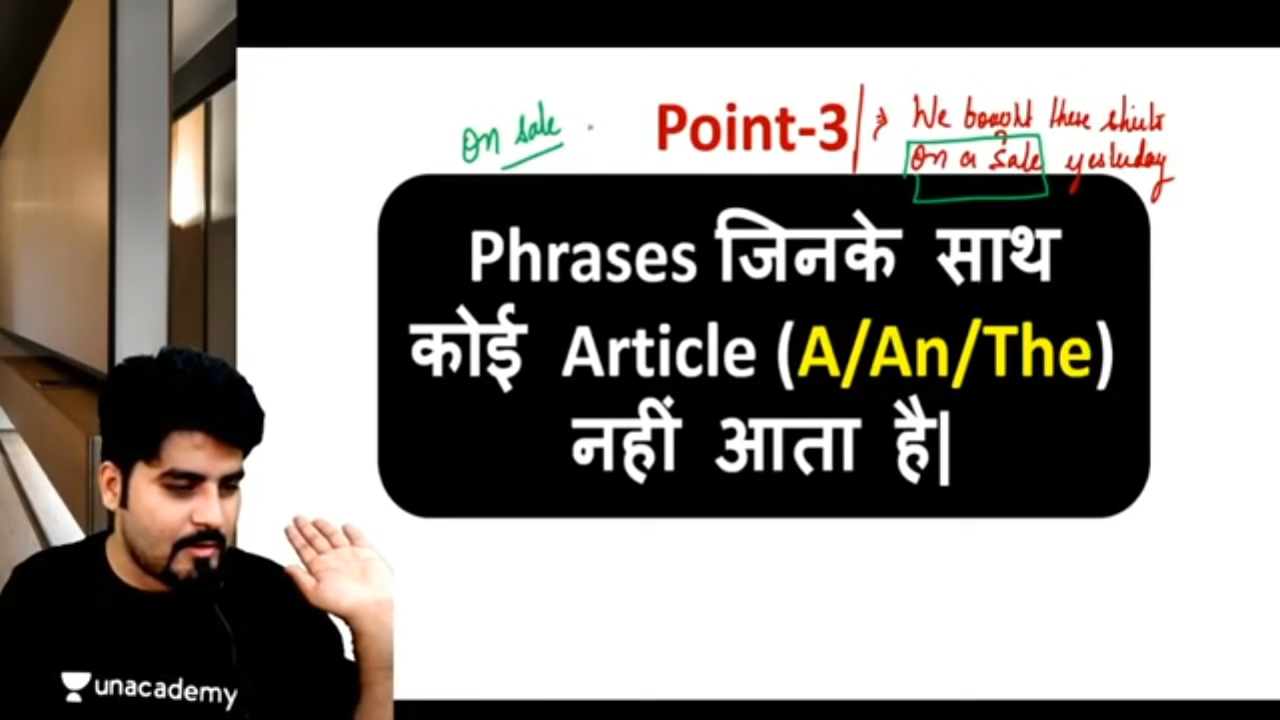 on sale
Point-3
We bought these shirts
on a sale yesterday
Phrases जिनके साथ
कोई Article (A/An/The)
नहीं आता है|
unacademy